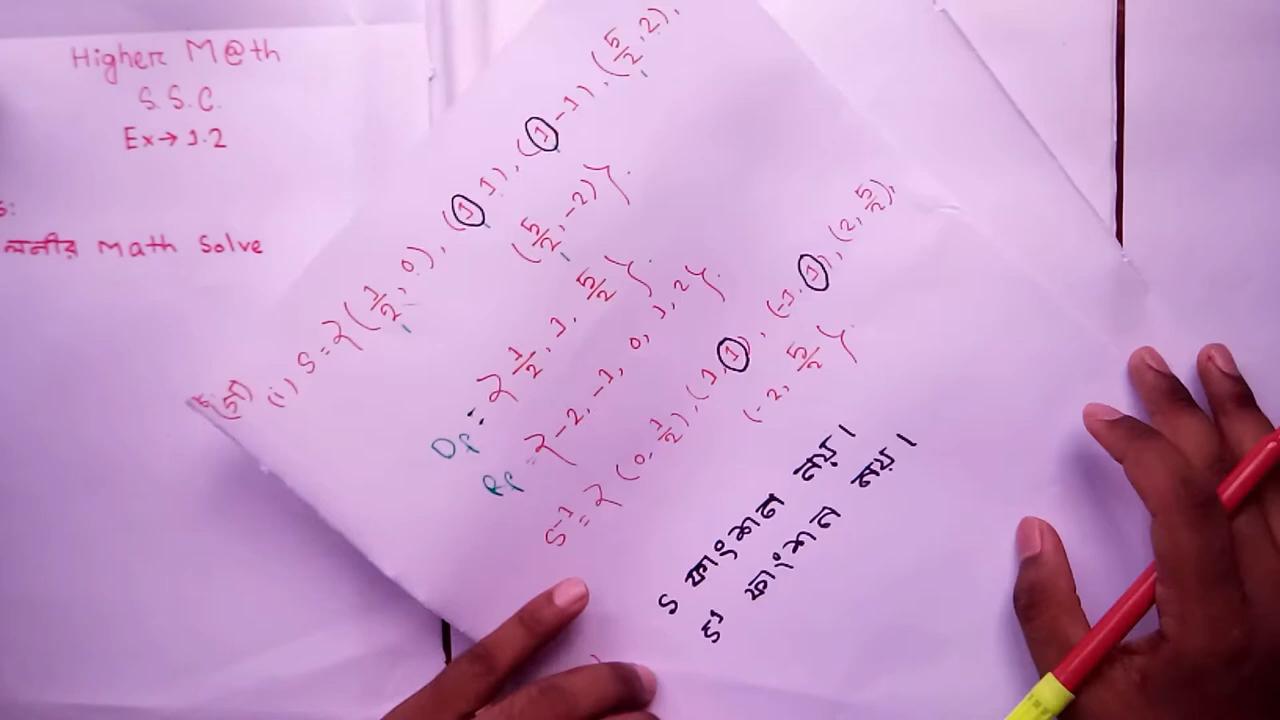 Higher M@th
S.S.C.
Ex→ 1.2
Math Solve
(i) S = {(1/2, 0), (1, 1), (1, -1), (5/2, 2),
(5/2, -2)}.
Df = {1/2, 1, 5/2}.
Rf = {-2, -1, 0, 1, 2}.
S⁻¹ = {(0, 1/2), (1, 1), (-1, 1), (2, 5/2),
(-2, 5/2)}.
S ফাংশন নয়।
S⁻¹ ফাংশন নয়।